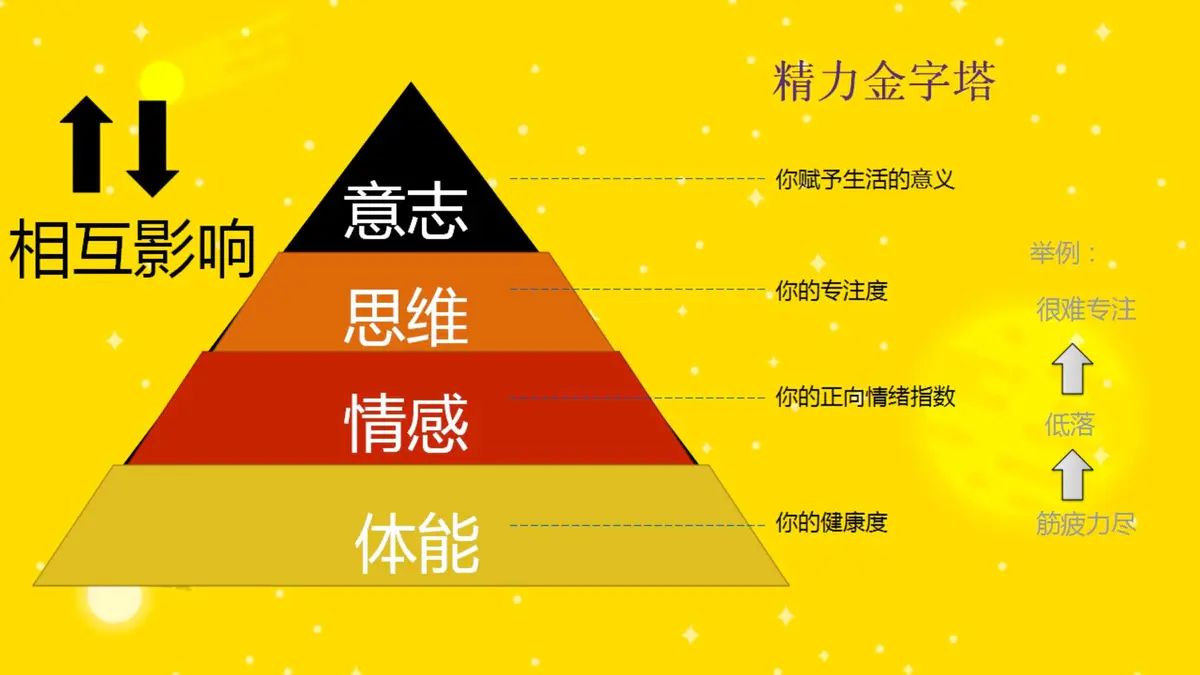 精力金字塔
相互影响
意志
你赋予生活的意义
思维
你的专注度
情感
你的正向情绪指数
体能
你的健康度
举例：
很难专注
低落
筋疲力尽